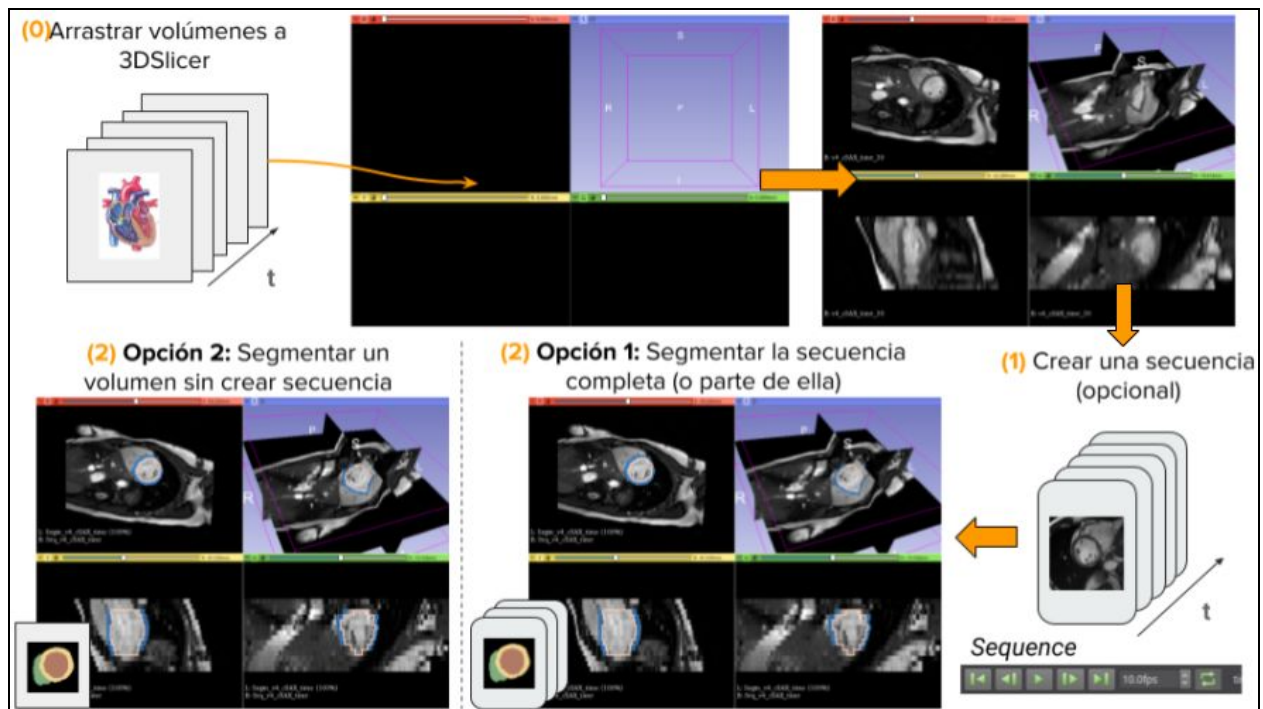 (0) Arrastrar volúmenes a
3DSlicer
t
S
R
P
L
I
P
S
L
R
(2) Opción 2: Segmentar un
volumen sin crear secuencia
(2) Opción 1: Segmentar la secuencia
completa (o parte de ella)
(1) Crear una secuencia
(opcional)
P
S
R
P
S
R
t
Sequence
10.0fps